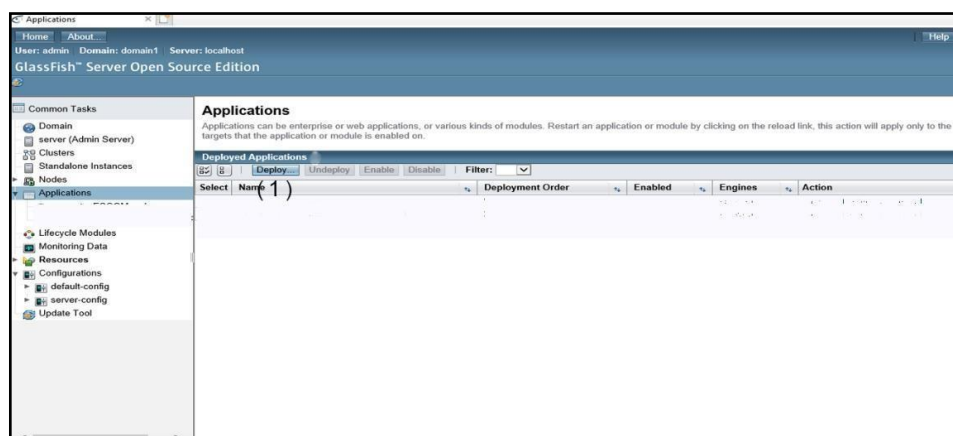 Applications
Home About...
Help
User: admin Domain: domain1 Server: localhost
GlassFish™ Server Open Source Edition
Common Tasks
Domain
server (Admin Server)
Clusters
Standalone Instances
Nodes
Applications
Lifecycle Modules
Monitoring Data
Resources
Configurations
default-config
server-config
Update Tool
Applications
Applications can be enterprise or web applications, or various kinds of modules. Restart an application or module by clicking on the reload link, this action will apply only to the
targets that the application or module is enabled on.
Deployed Applications
Deploy... Undeploy Enable Disable Filter:
Select Name Deployment Order Enabled Engines Action
(1)